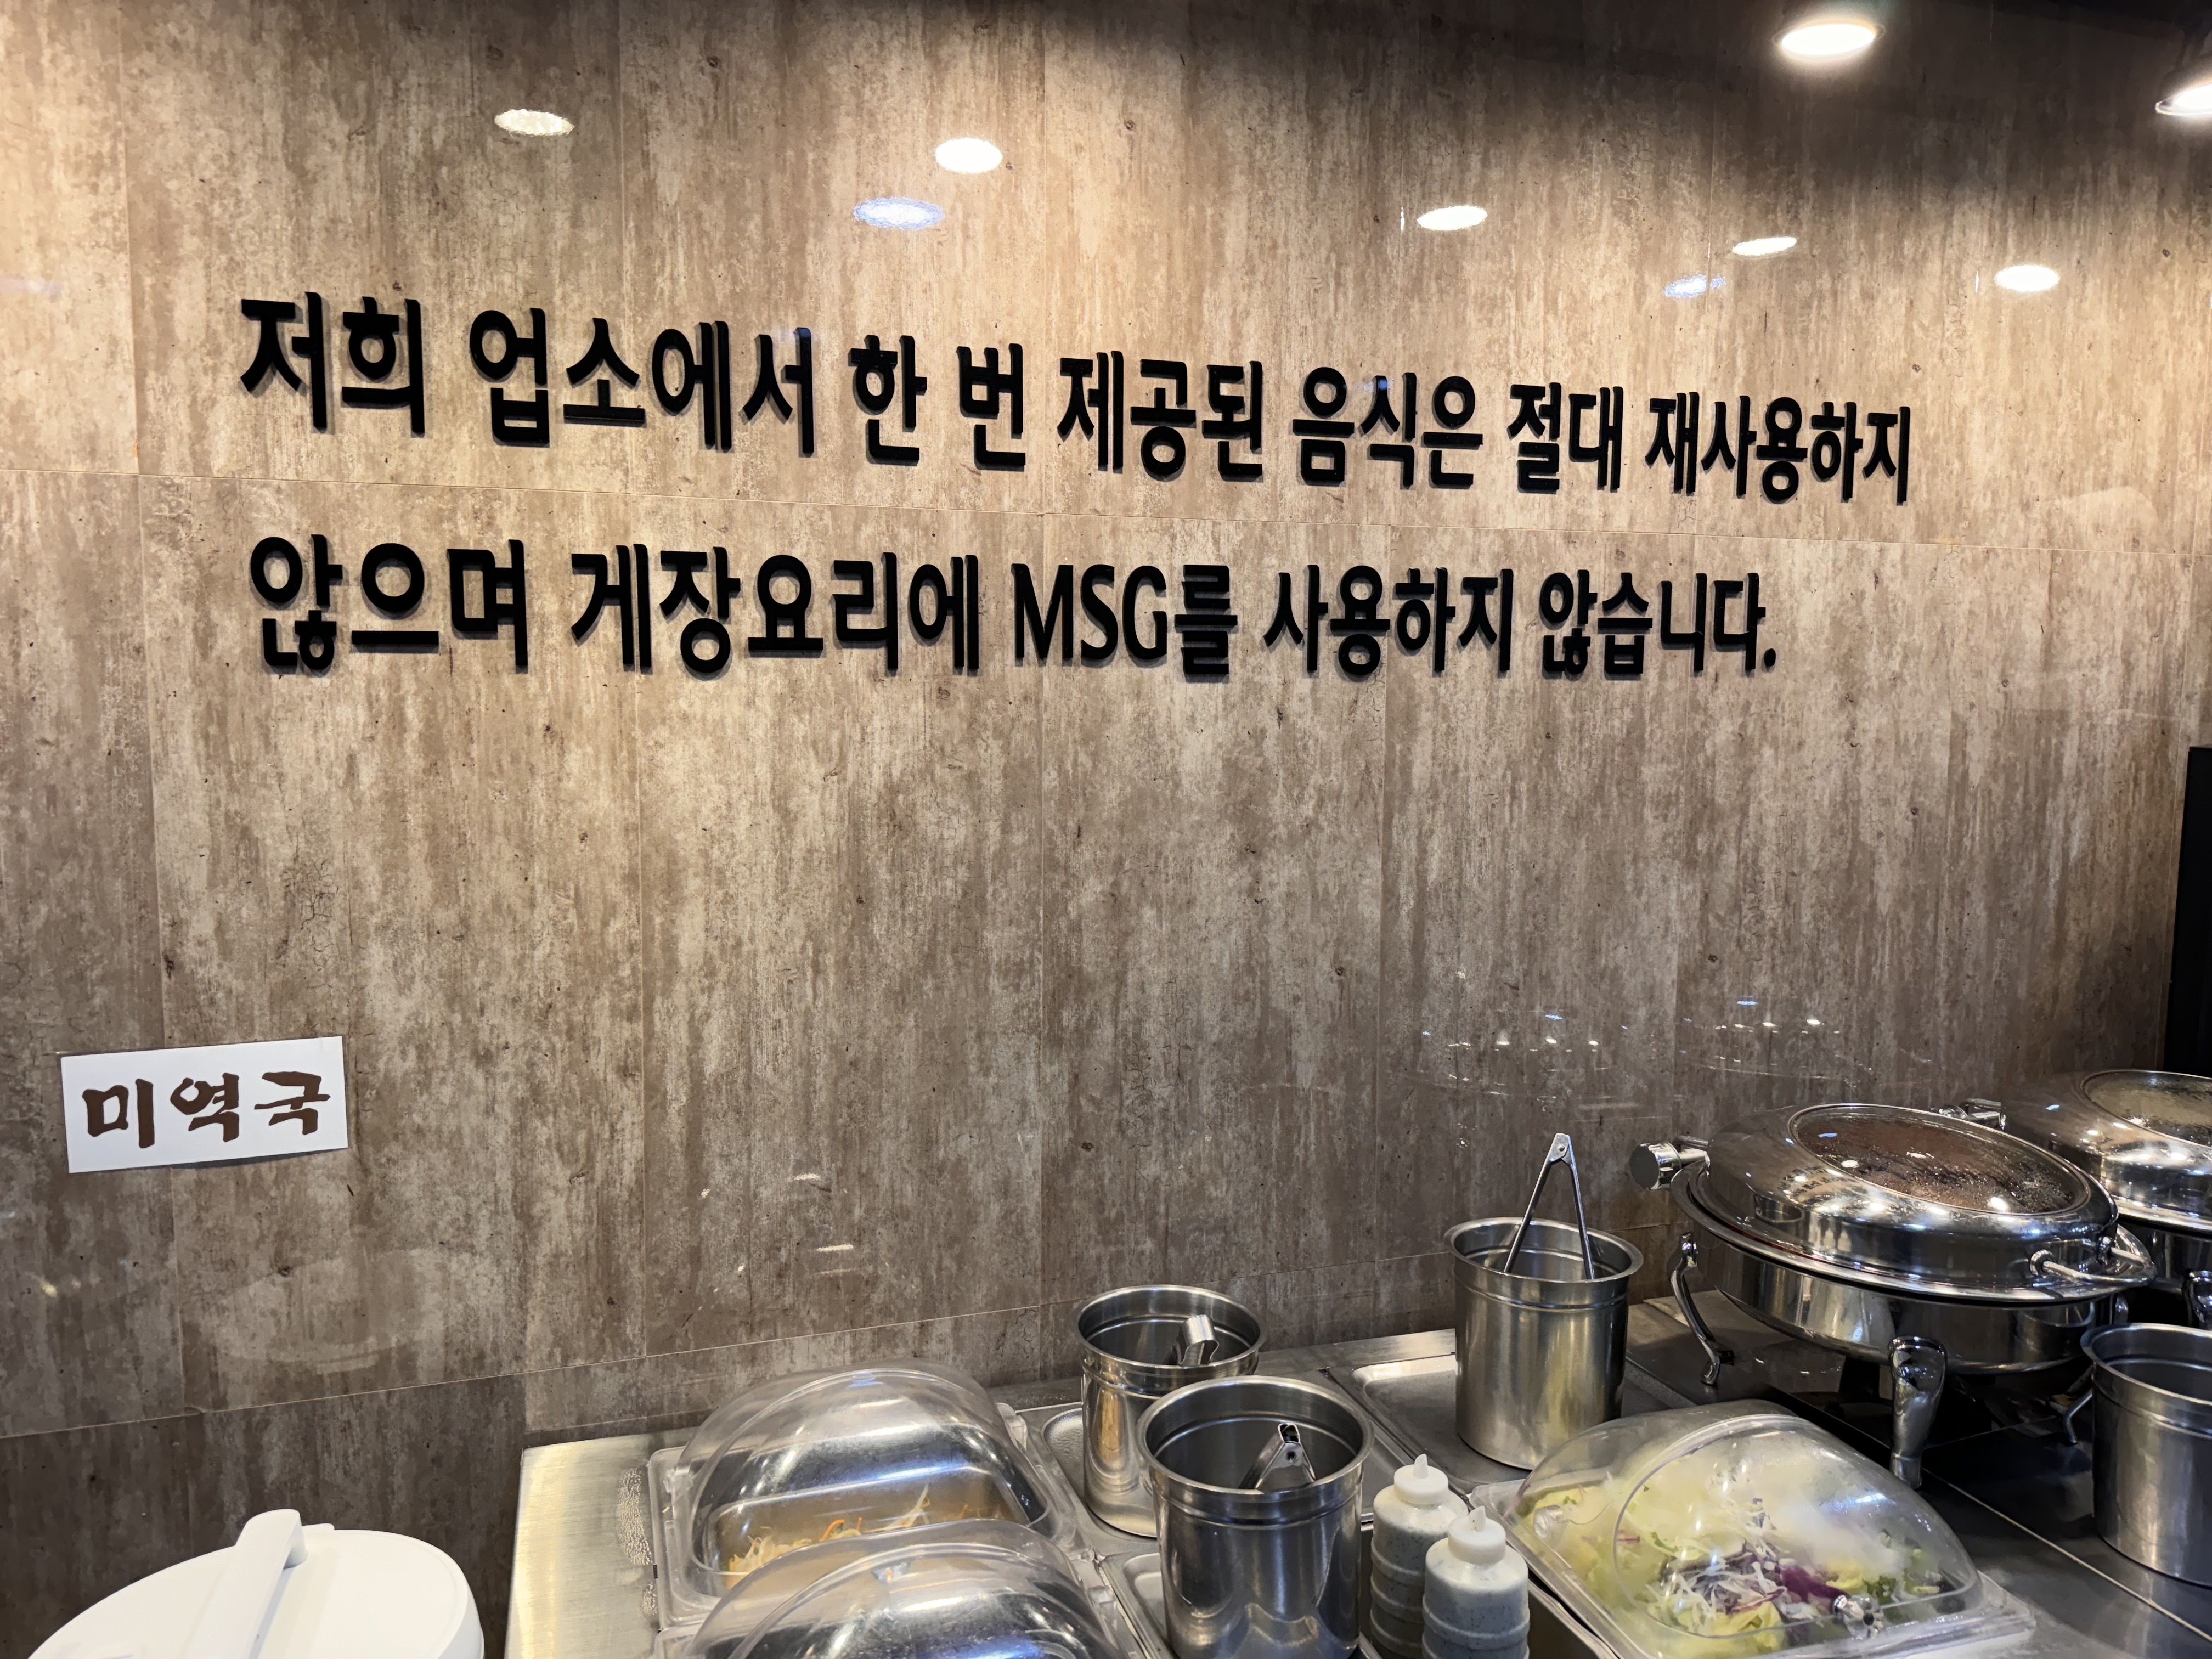 저희 업소에서 한 번 제공된 음식은 절대 재사용하지
않으며 게장요리에 MSG를 사용하지 않습니다.
미역국